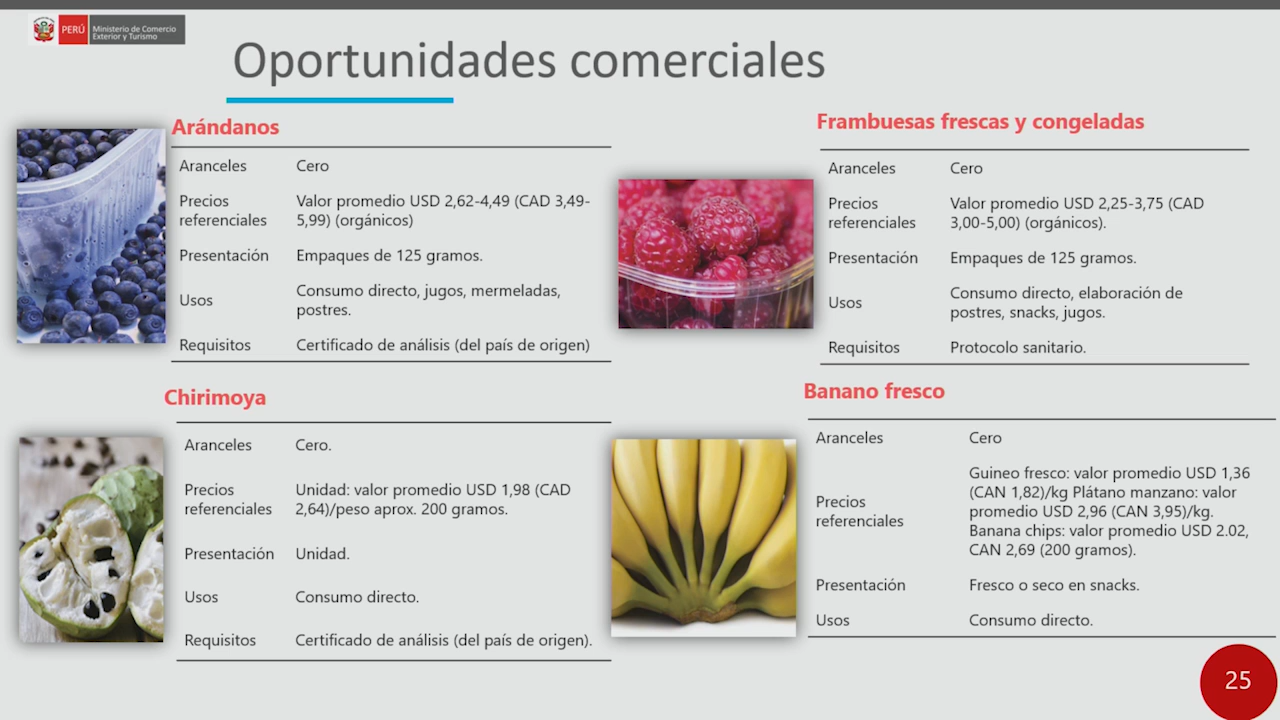 PERÚ
Ministerio de Comercio
Exterior y Turismo
Oportunidades comerciales
Arándanos
Aranceles Cero
Precios referenciales Valor promedio USD 2,62-4,49 (CAD 3,49-
5,99) (orgánicos)
Presentación Empaques de 125 gramos.
Usos Consumo directo, jugos, mermeladas,
postres.
Requisitos Certificado de análisis (del país de origen)
Frambuesas frescas y congeladas
Aranceles Cero
Precios referenciales Valor promedio USD 2,25-3,75 (CAD
3,00-5,00) (orgánicos).
Presentación Empaques de 125 gramos.
Usos Consumo directo, elaboración de
postres, snacks, jugos.
Requisitos Protocolo sanitario.
Chirimoya
Aranceles Cero.
Precios referenciales Unidad: valor promedio USD 1,98 (CAD
2,64)/peso aprox. 200 gramos.
Presentación Unidad.
Usos Consumo directo.
Requisitos Certificado de análisis (del país de origen).
Banano fresco
Aranceles Cero
Precios referenciales Guineo fresco: valor promedio USD 1,36
(CAN 1,82)/kg Plátano manzano: valor
promedio USD 2,96 (CAN 3,95)/kg.
Banana chips: valor promedio USD 2.02,
CAN 2,69 (200 gramos).
Presentación Fresco o seco en snacks.
Usos Consumo directo.
25